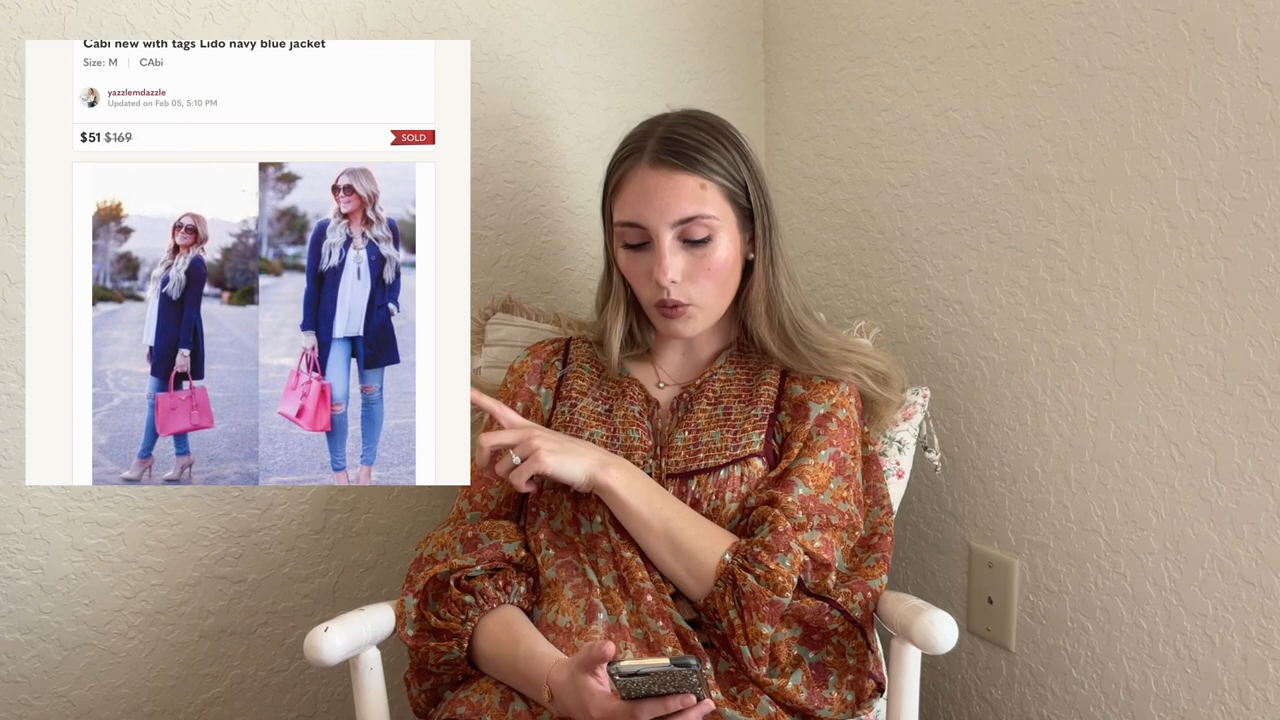 Cabi new with tags Lido navy blue jacket
Size: M | CAbi
yazzlemdazzle
Updated on Feb 05, 5:10 PM
$51 $169
SOLD